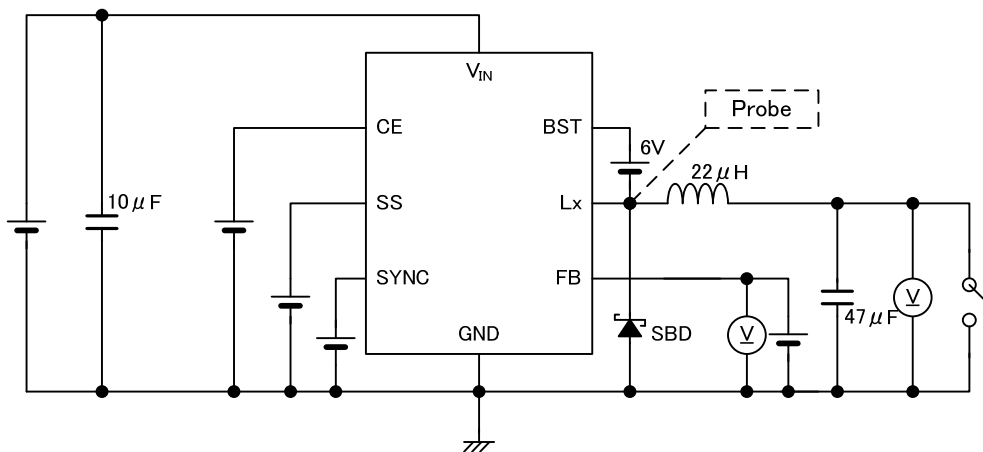 VIN
Probe
CE
BST
6V
22μH
10μF
SS
Lx
SYNC
FB
V
47μF
GND
SBD
V